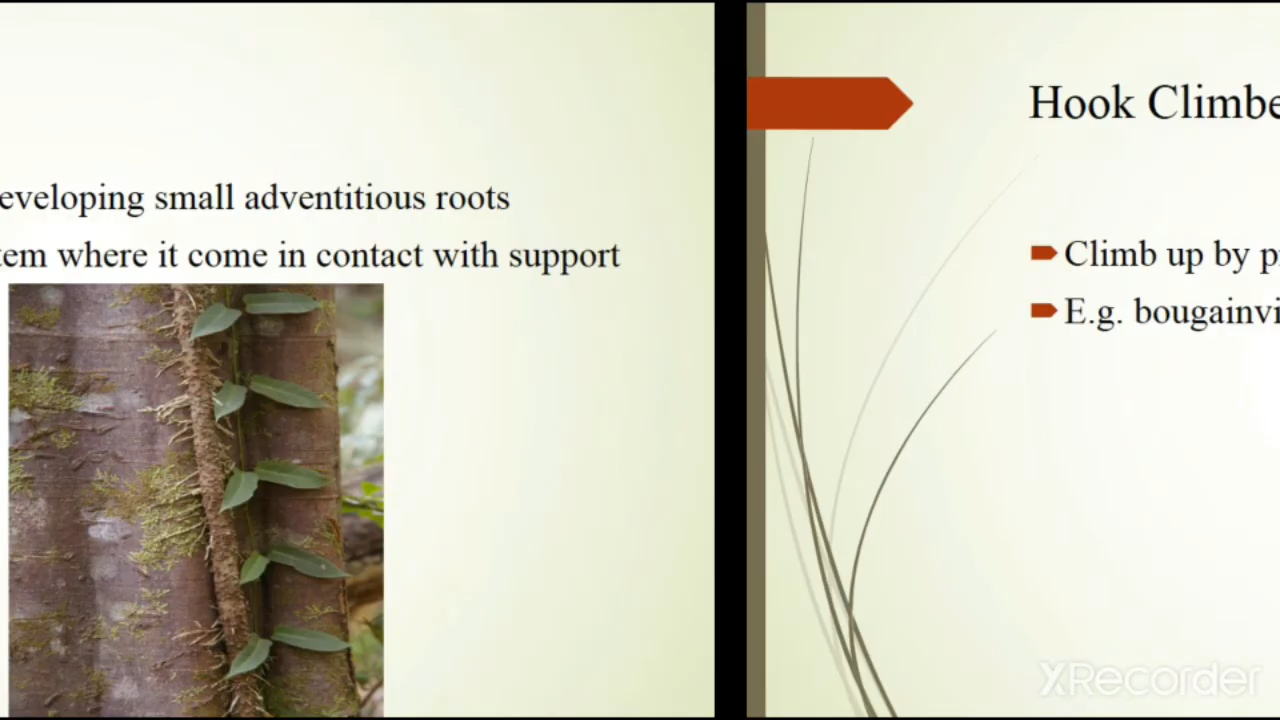 eveloping small adventitious roots
tem where it come in contact with support
Hook Climbe
Climb up by p
E.g. bougainvi
XRecorder